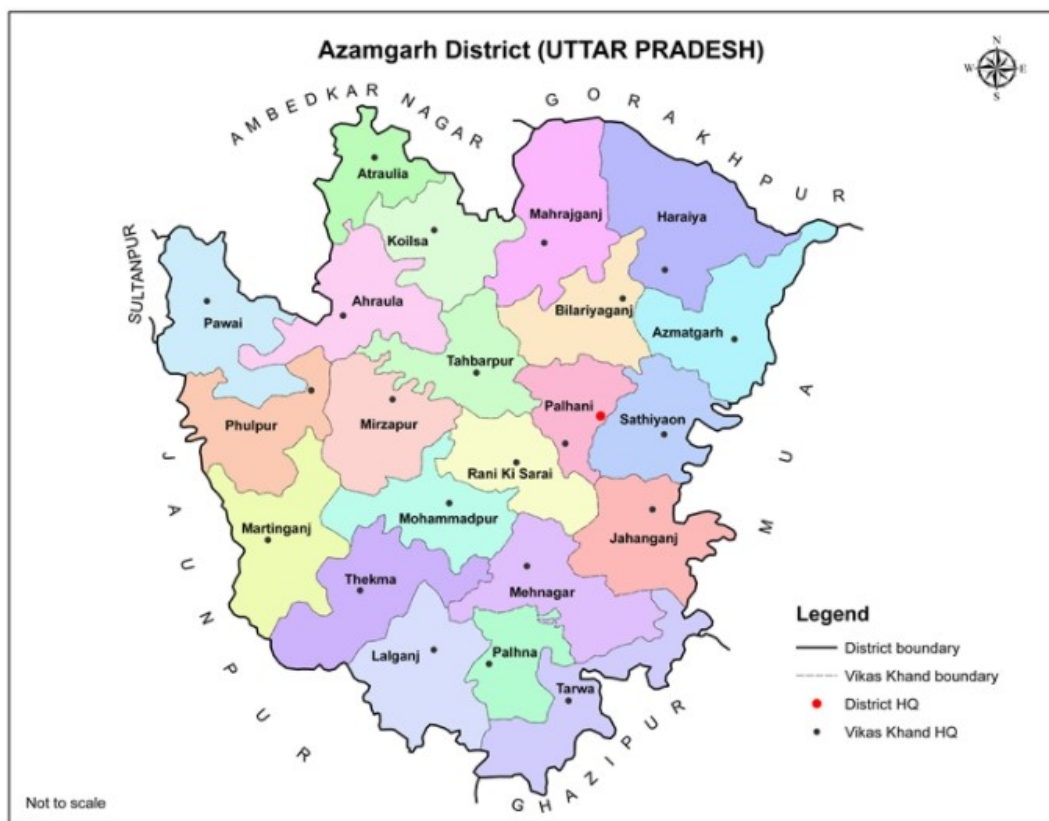 Azamgarh District (UTTAR PRADESH)
N
W E
S
AMBEDKAR NAGAR
GORAKHPUR
SULTANPUR
Atraulia
Koilsa
Mahrajganj
Haraiya
Pawai
Ahraula
Bilariyaganj
Azmatgarh
Tahbarpur
Palhani
Sathiyaon
Phulpur
Mirzapur
Rani Ki Sarai
MUA
JAUNPUR
Martinganj
Mohammadpur
Jahanganj
Thekma
Mehnagar
Lalganj
Palhna
Tarwa
GHAZIPUR
Legend
District boundary
Vikas Khand boundary
District HQ
Vikas Khand HQ
Not to scale